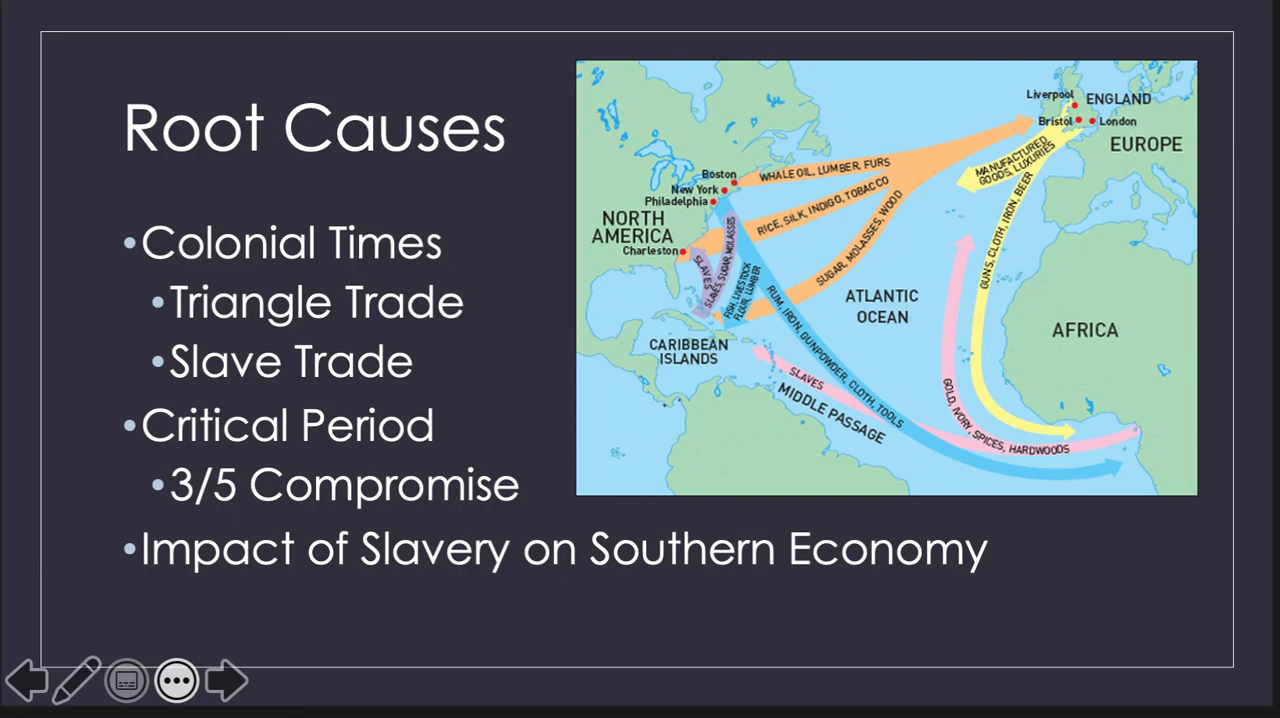 Root Causes
•Colonial Times
•Triangle Trade
•Slave Trade
•Critical Period
•3/5 Compromise
•Impact of Slavery on Southern Economy
Liverpool
ENGLAND
Bristol
London
EUROPE
MANUFACTURED
GOODS, LUXURIES
WHALE OIL, LUMBER, FURS
Boston
New York
Philadelphia
RICE, SILK, INDIGO, TOBACCO
NORTH
AMERICA
Charleston
SLAVES
SLAVES, SUGAR, MOLASSES
FISH, LIVESTOCK
FLOUR, LUMBER
SUGAR, MOLASSES, WOOD
GUNS, CLOTH, IRON, BEER
ATLANTIC
OCEAN
AFRICA
CARIBBEAN
ISLANDS
RUM, IRON, GUNPOWDER, CLOTH, TOOLS
SLAVES
MIDDLE PASSAGE
GOLD, IVORY, SPICES, HARDWOODS